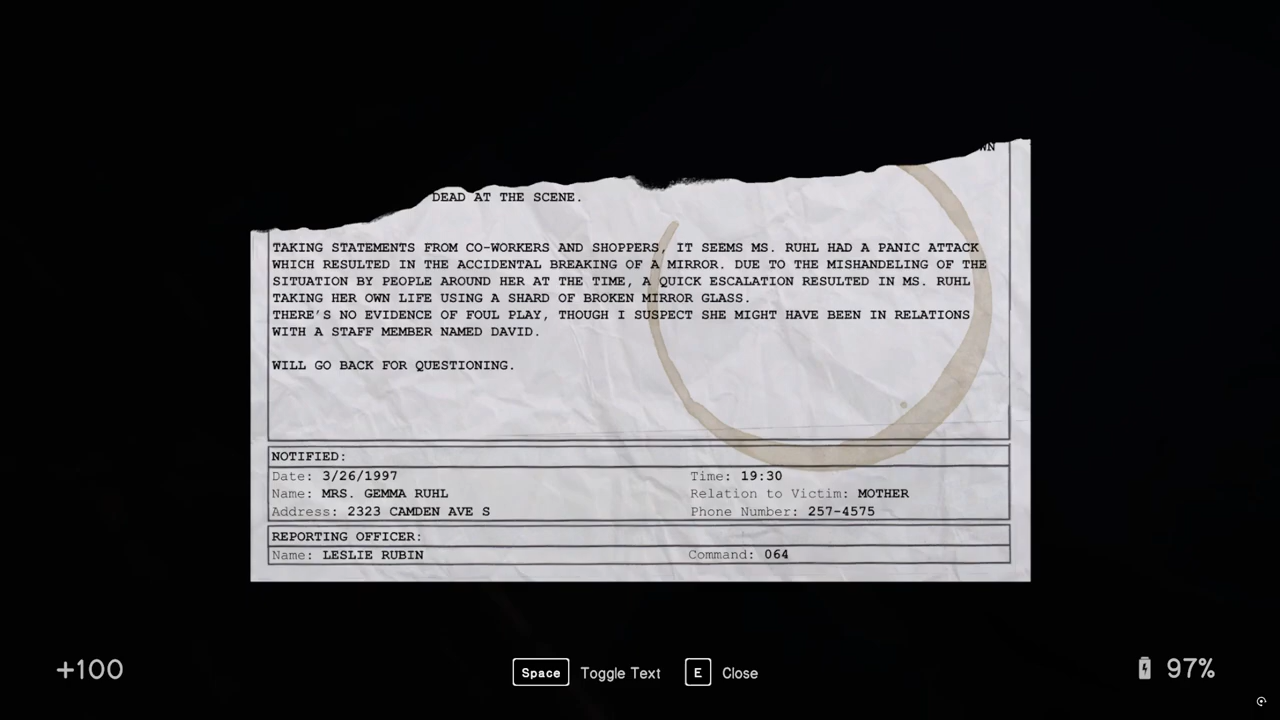 DEAD AT THE SCENE.
TAKING STATEMENTS FROM CO-WORKERS AND SHOPPERS, IT SEEMS MS. RUHL HAD A PANIC ATTACK
WHICH RESULTED IN THE ACCIDENTAL BREAKING OF A MIRROR. DUE TO THE MISHANDELING OF THE
SITUATION BY PEOPLE AROUND HER AT THE TIME, A QUICK ESCALATION RESULTED IN MS. RUHL
TAKING HER OWN LIFE USING A SHARD OF BROKEN MIRROR GLASS.
THERE'S NO EVIDENCE OF FOUL PLAY, THOUGH I SUSPECT SHE MIGHT HAVE BEEN IN RELATIONS
WITH A STAFF MEMBER NAMED DAVID.
WILL GO BACK FOR QUESTIONING.
NOTIFIED:
Date: 3/26/1997 Time: 19:30
Name: MRS. GEMMA RUHL Relation to Victim: MOTHER
Address: 2323 CAMDEN AVE S Phone Number: 257-4575
REPORTING OFFICER:
Name: LESLIE RUBIN Command: 064
+100 Space Toggle Text E Close 97%